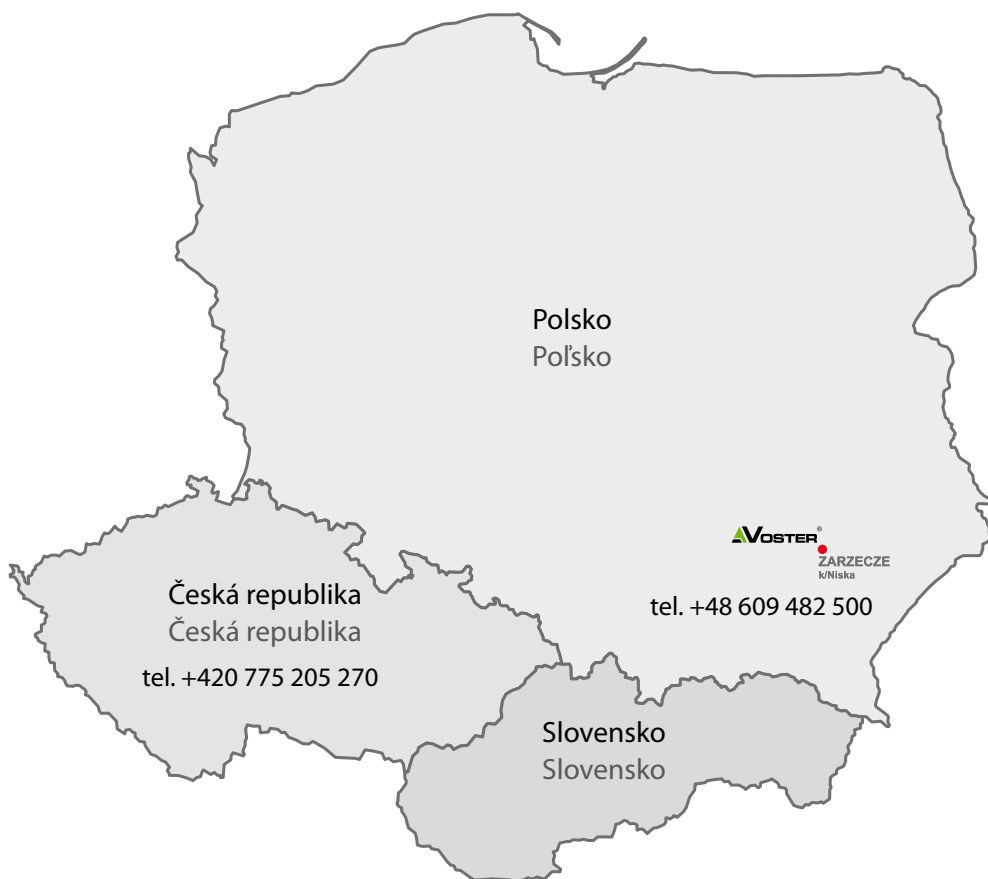 Polsko
Poľsko
VOSTER®
ZARZECZE
k/Niska
tel. +48 609 482 500
Česká republika
Česká republika
tel. +420 775 205 270
Slovensko
Slovensko